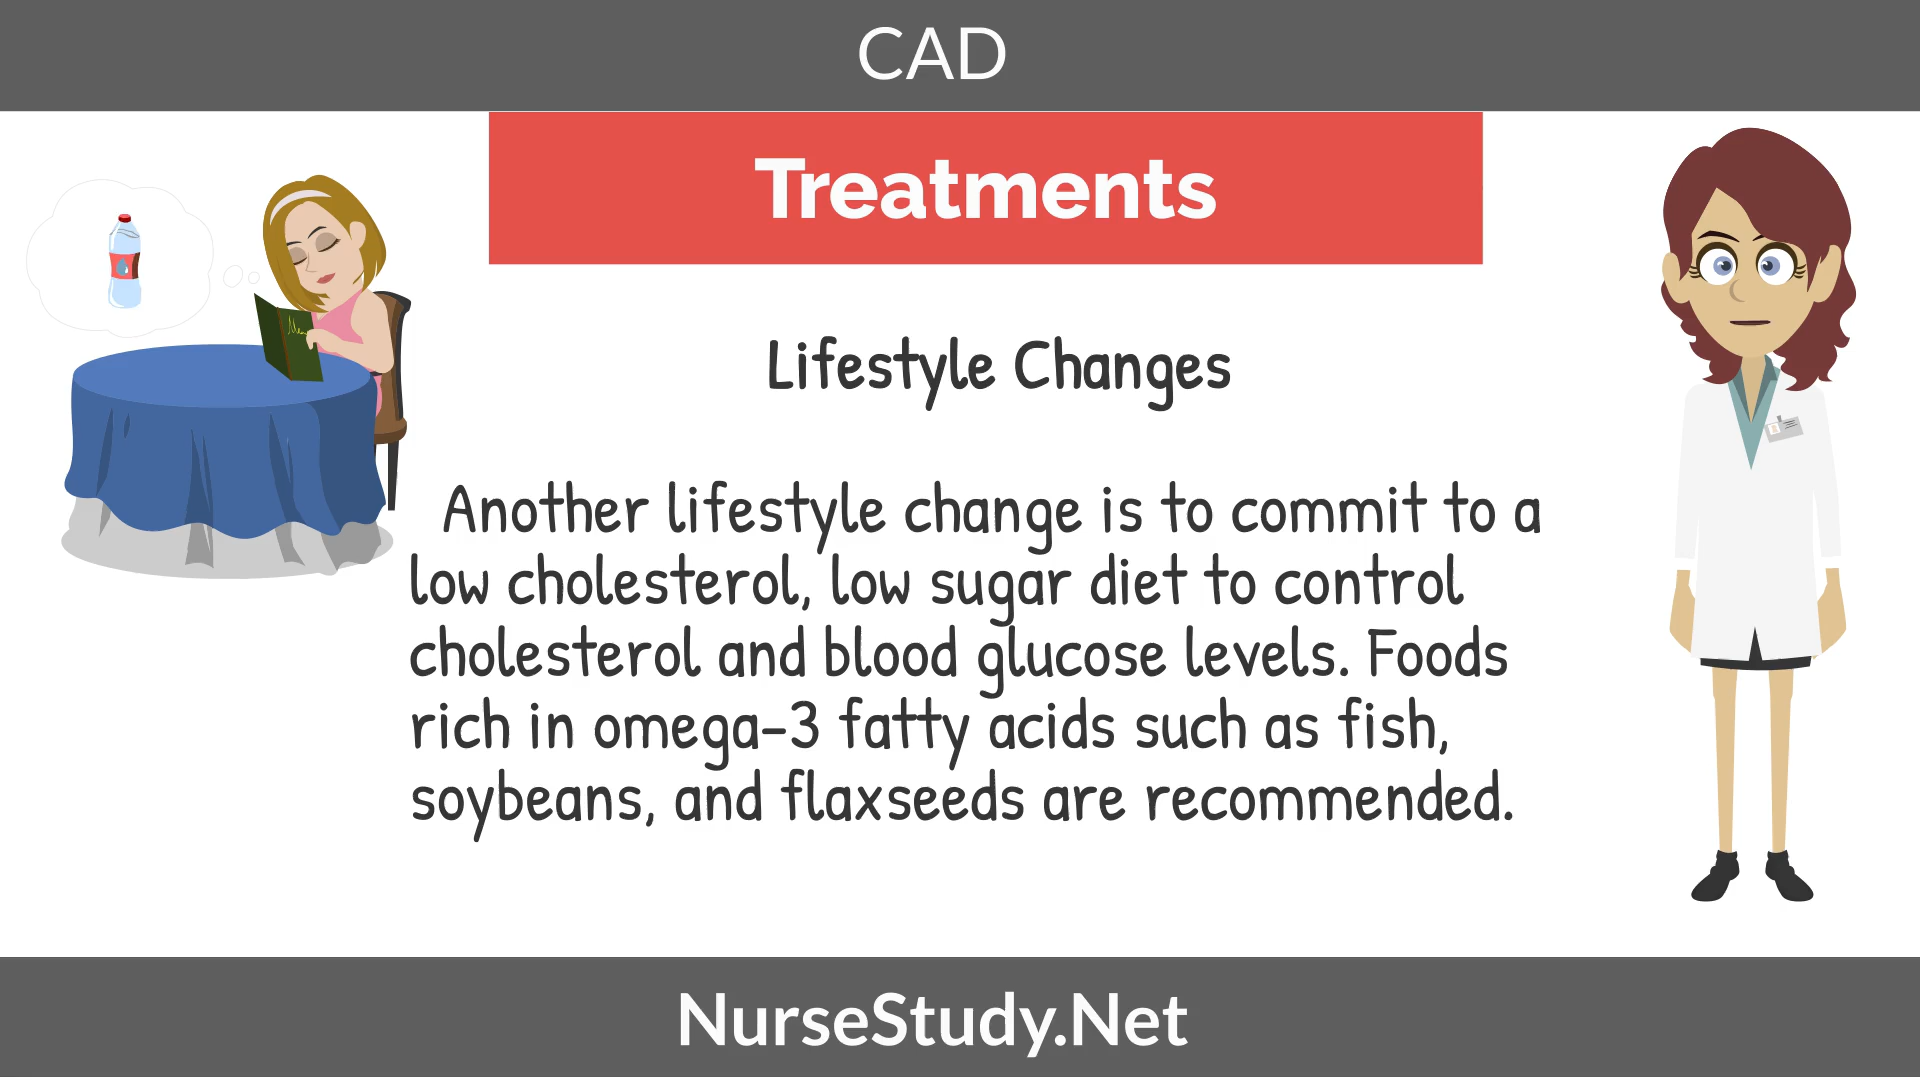 CAD
Treatments
Lifestyle Changes
Another lifestyle change is to commit to a
low cholesterol, low sugar diet to control
cholesterol and blood glucose levels. Foods
rich in omega-3 fatty acids such as fish,
soybeans, and flaxseeds are recommended.
NurseStudy.Net